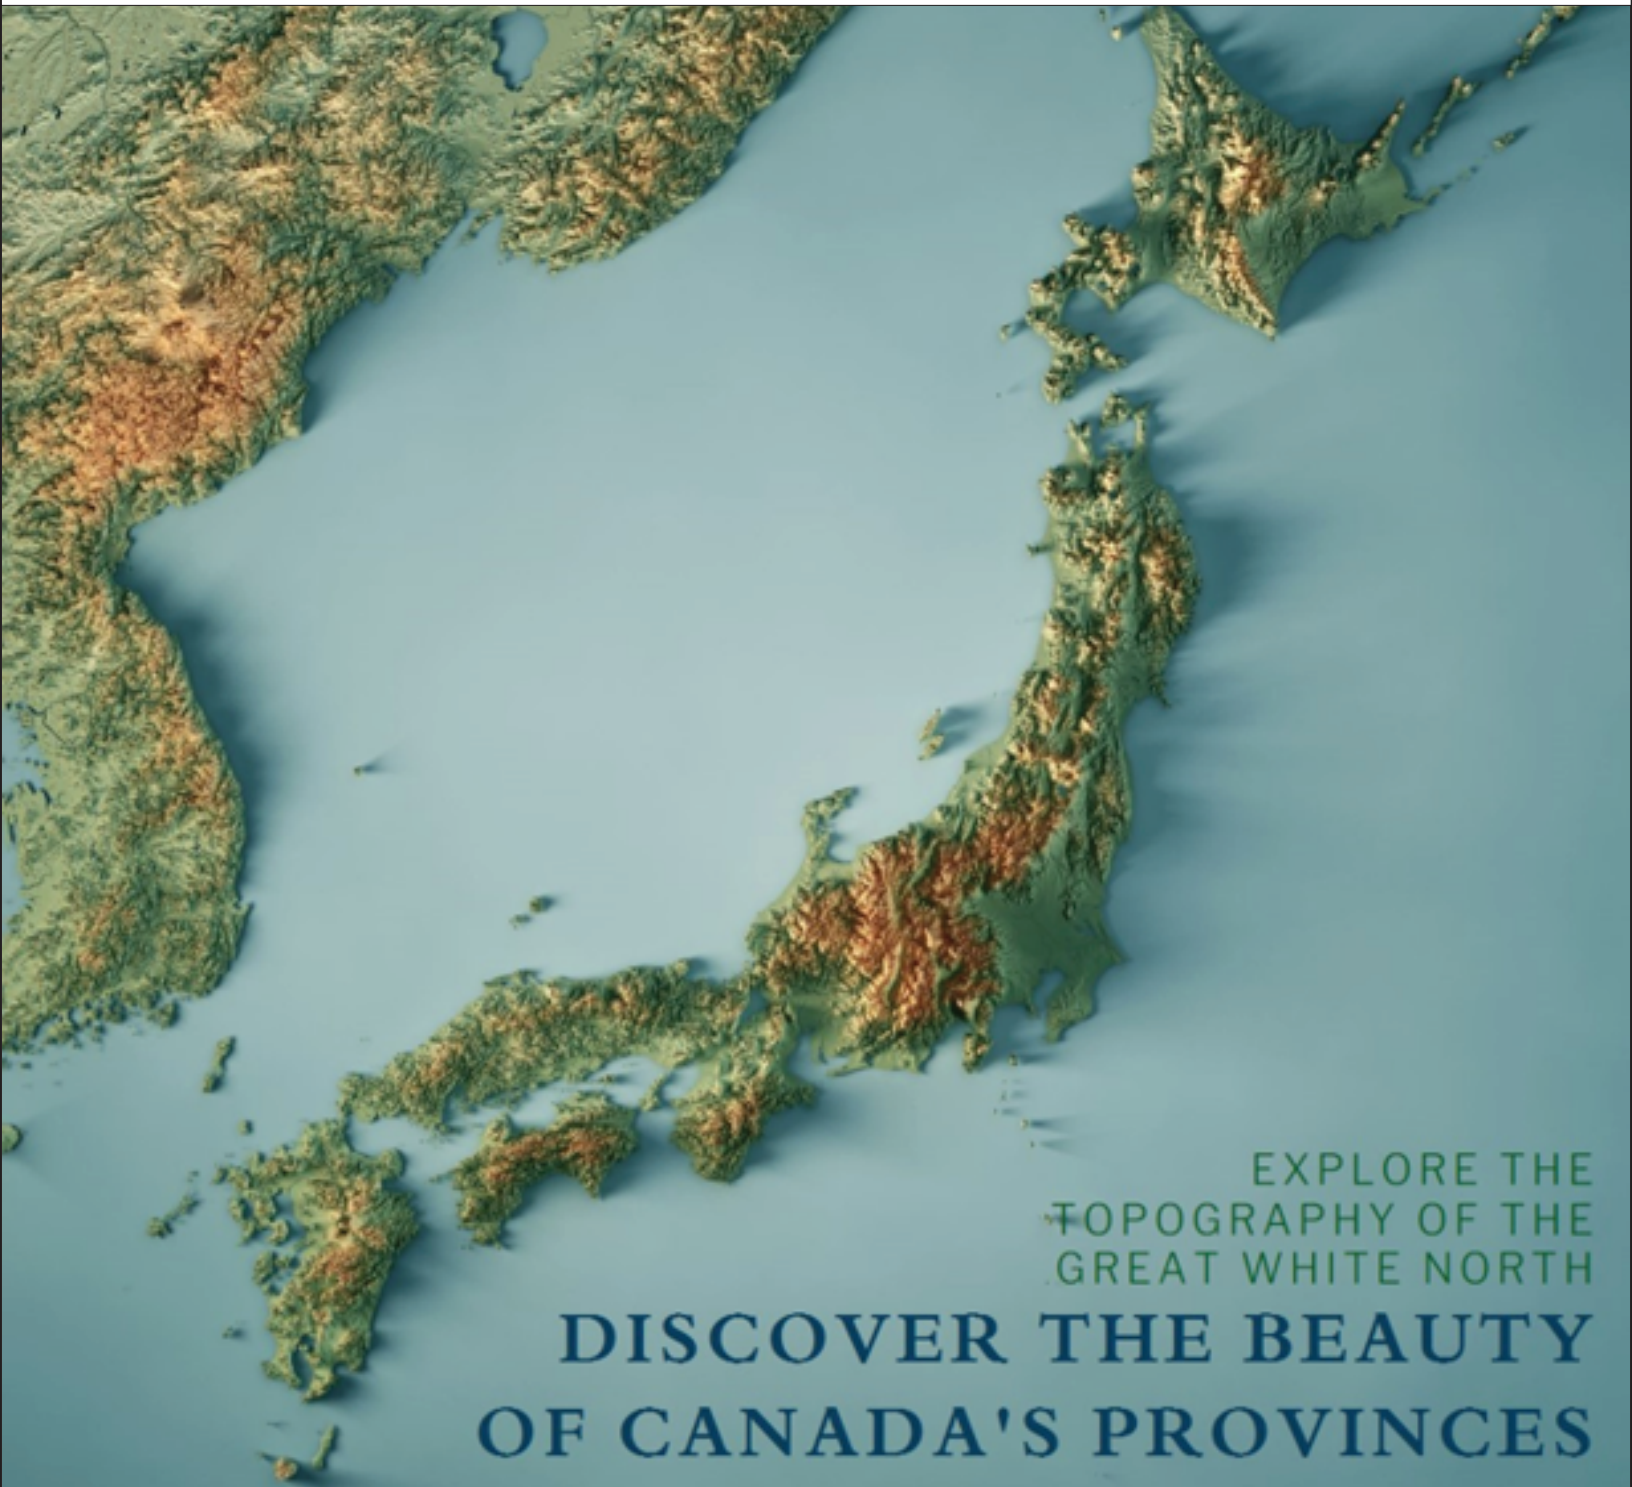 EXPLORE THE
TOPOGRAPHY OF THE
GREAT WHITE NORTH
DISCOVER THE BEAUTY
OF CANADA'S PROVINCES